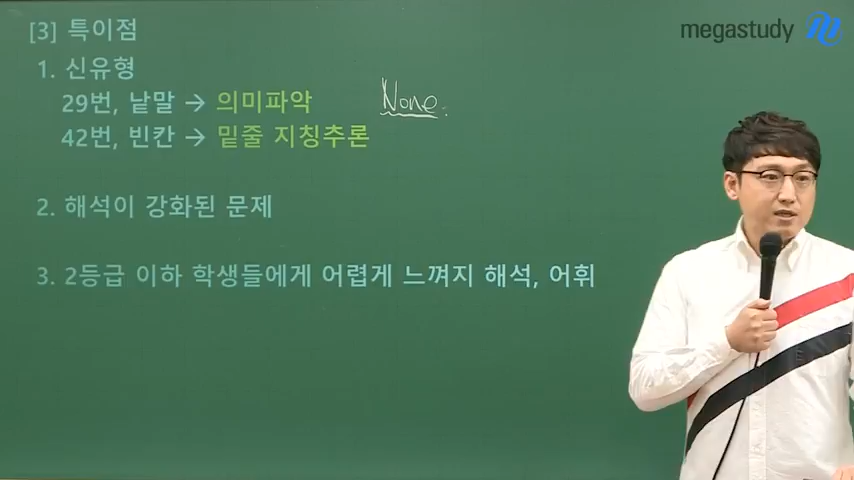 [3] 특이점
megastudy
1. 신유형
29번, 낱말 → 의미파악
None.
42번, 빈칸 → 밑줄 지칭추론
2. 해석이 강화된 문제
3. 2등급 이하 학생들에게 어렵게 느껴지 해석, 어휘